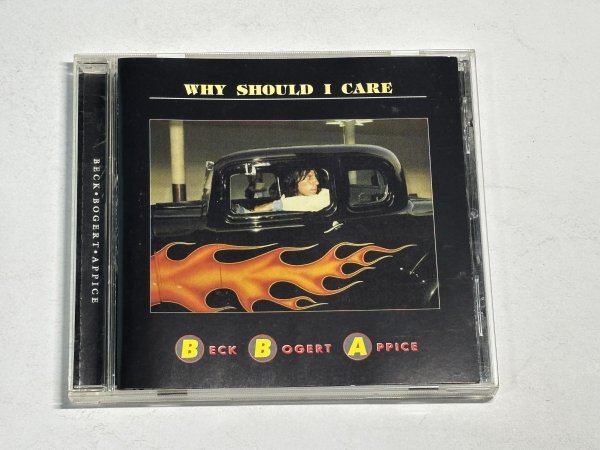 WHY SHOULD I CARE
BECK•BOGERT•APPICE
BECK BOGERT APPICE